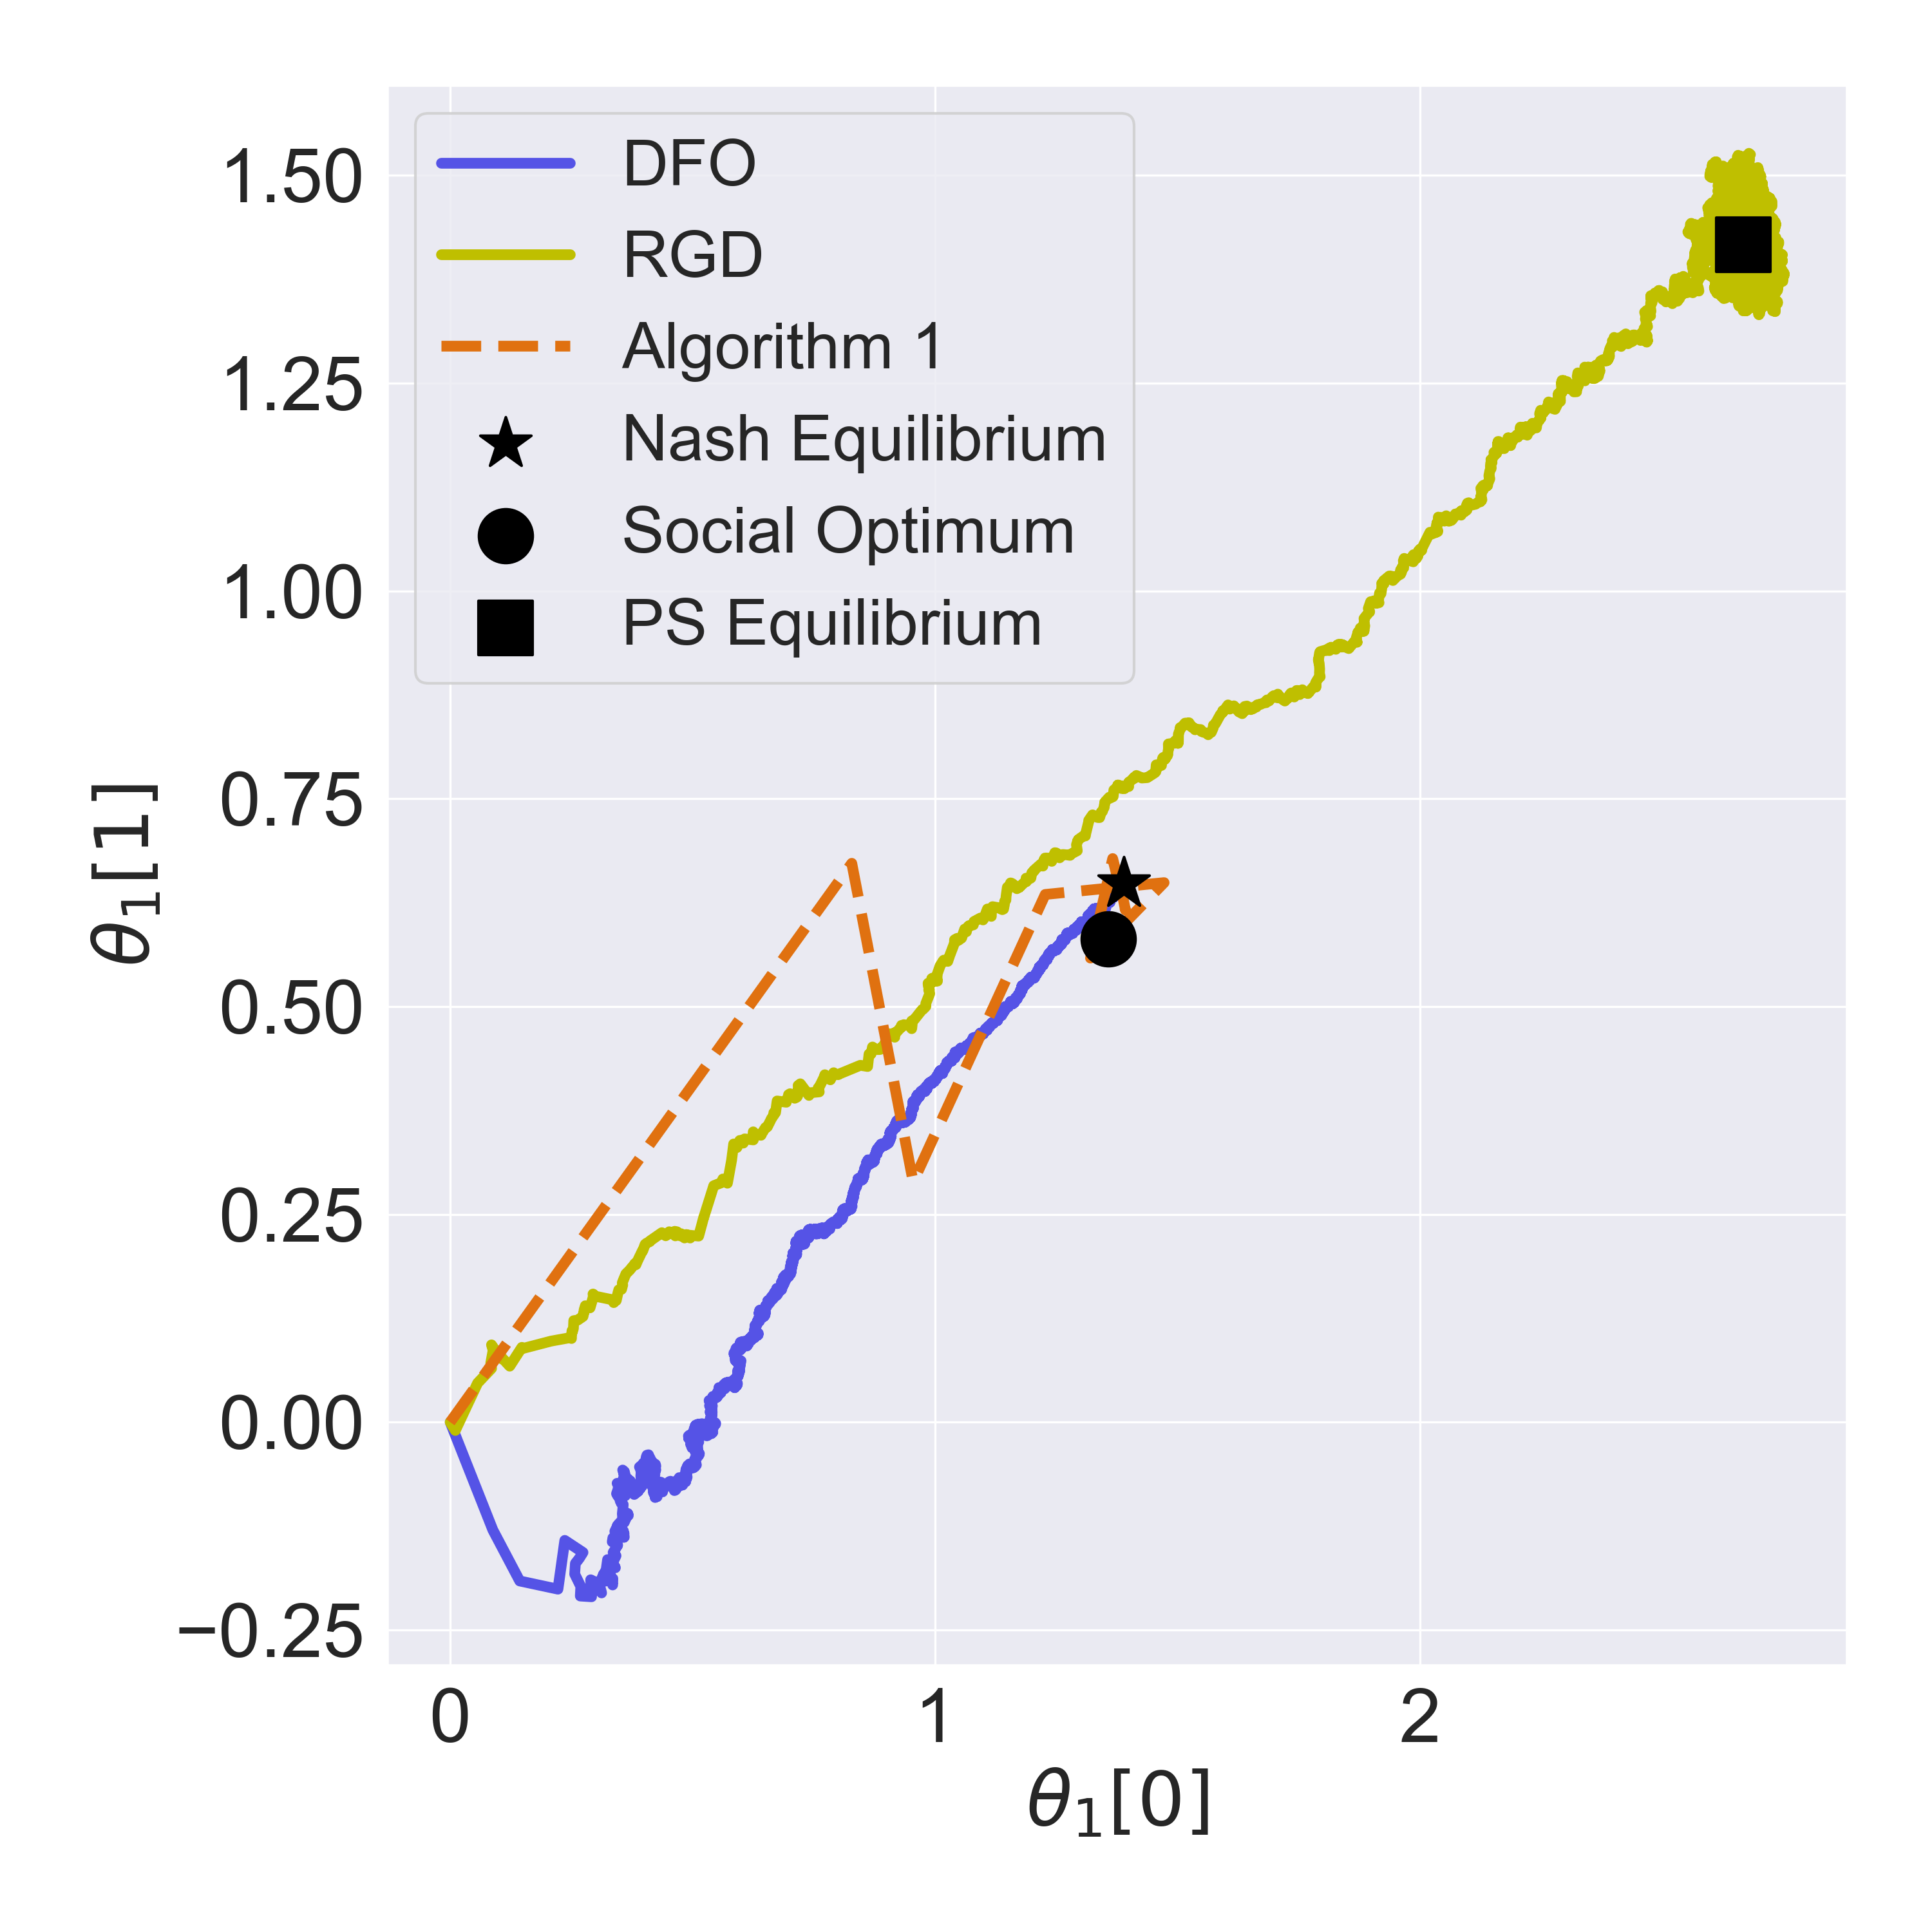 DFO
RGD
Algorithm 1
Nash Equilibrium
Social Optimum
PS Equilibrium
1.50
1.25
1.00
0.75
0.50
0.25
0.00
−0.25
θ₁[1]
0 1 2
θ₁[0]